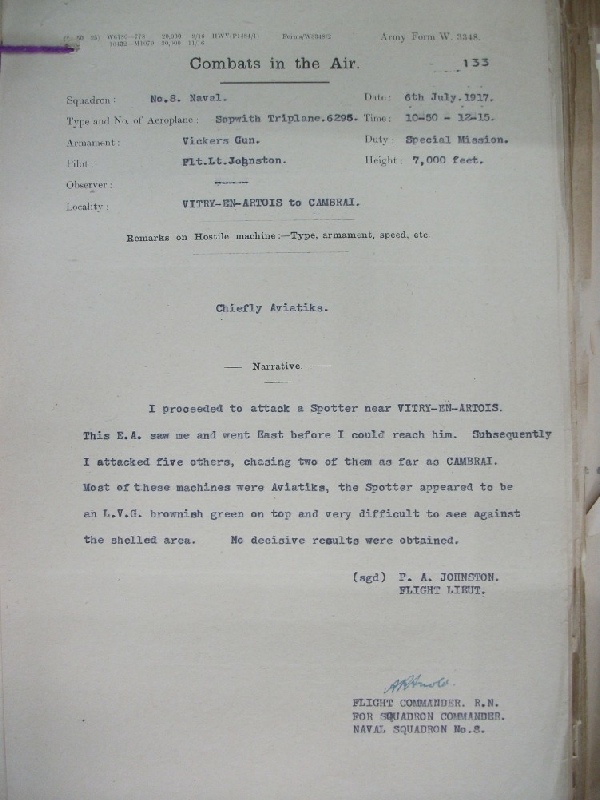 Army Form W. 3348.
Combats in the Air.
133
Squadron: No.8. Naval. Date: 6th July.1917.
Type and No. of Aeroplane: Sopwith Triplane.6295. Time: 10-50 - 12-15.
Armament: Vickers Gun. Duty: Special Mission.
Pilot Flt.Lt.Johnston. Height: 7,000 feet.
Observer:
Locality: VITRY-EN-ARTOIS to CAMBRAI.
Remarks on Hostile machine:—Type, armament, speed, etc.
Chiefly Aviatiks.
— Narrative.
I proceeded to attack a Spotter near VITRY-EN-ARTOIS.
This E.A. saw me and went East before I could reach him. Subsequently
I attacked five others, chasing two of them as far as CAMBRAI.
Most of these machines were Aviatiks, the Spotter appeared to be
an L.V.G. brownish green on top and very difficult to see against
the shelled area. No decisive results were obtained.
(sgd) P. A. JOHNSTON.
FLIGHT LIEUT.
FLIGHT COMMANDER. R.N.
FOR SQUADRON COMMANDER.
NAVAL SQUADRON No.8.